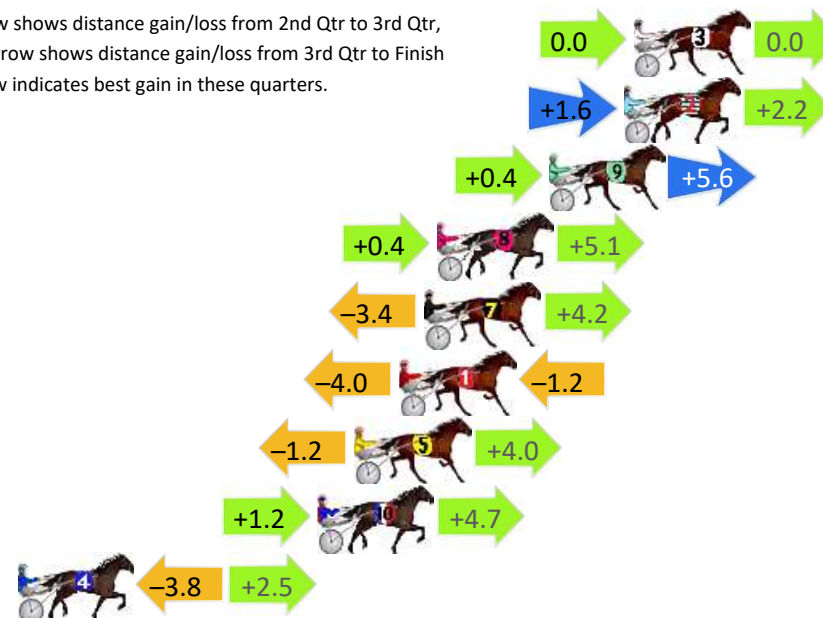 w shows distance gain/loss from 2nd Qtr to 3rd Qtr,
rrow shows distance gain/loss from 3rd Qtr to Finish
w indicates best gain in these quarters.
0.0 3 0.0
+1.6 2 +2.2
+0.4 9 +5.6
+0.4 8 +5.1
–3.4 7 +4.2
–4.0 1 –1.2
–1.2 5 +4.0
+1.2 10 +4.7
4 –3.8 +2.5